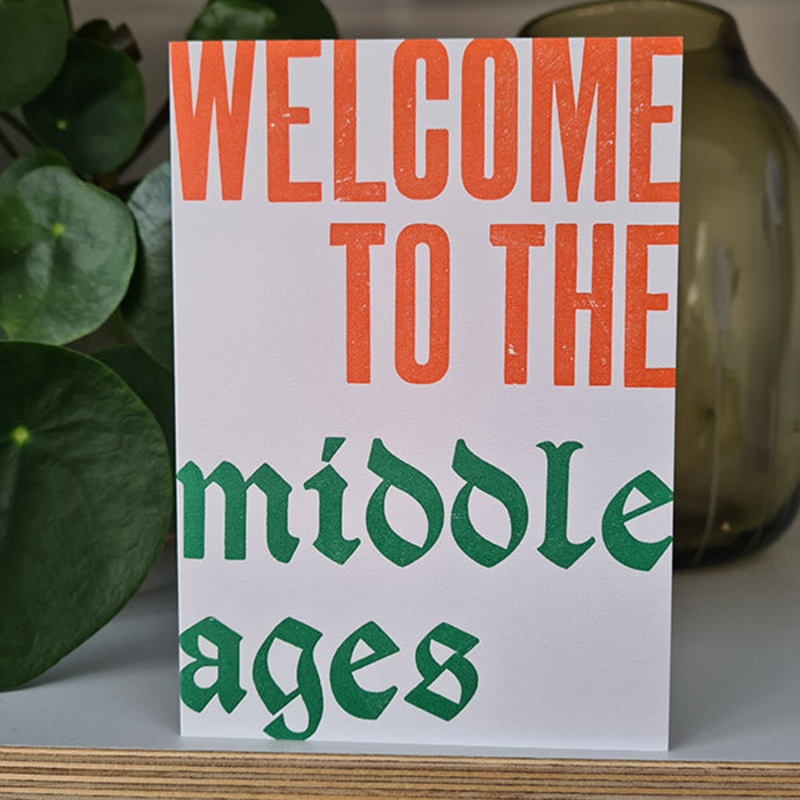 WELCOME
TO THE
middle
ages